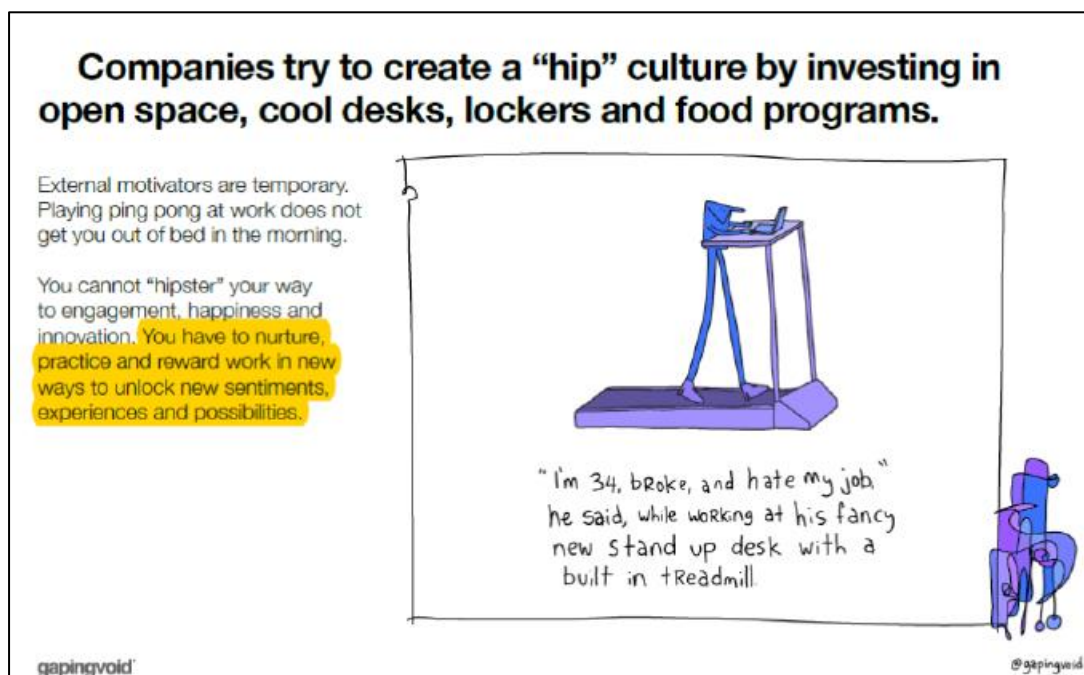 Companies try to create a “hip” culture by investing in
open space, cool desks, lockers and food programs.
External motivators are temporary.
Playing ping pong at work does not
get you out of bed in the morning.
You cannot “hipster” your way
to engagement, happiness and
innovation. You have to nurture,
practice and reward work in new
ways to unlock new sentiments,
experiences and possibilities.
"I'm 34, broke, and hate my job,"
he said, while working at his fancy
new stand up desk with a
built in treadmill.
gapingvoid
@gapingvoid